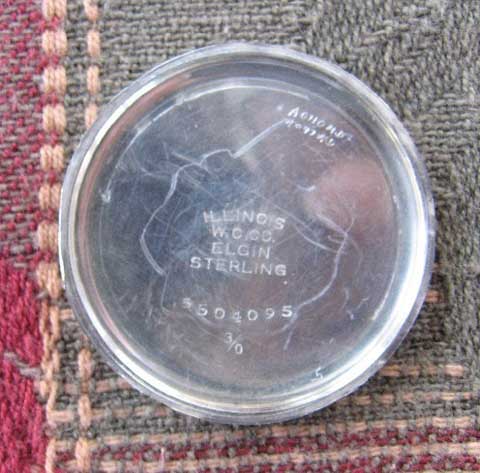 ILLINOIS
W.C.CO.
ELGIN
STERLING
5504095
3/0